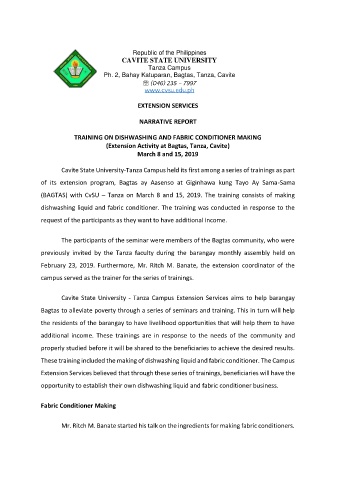 Republic of the Philippines
CAVITE STATE UNIVERSITY
Tanza Campus
Ph. 2, Bahay Katuparan, Bagtas, Tanza, Cavite
☏ (046) 235 – 7997
www.cvsu.edu.ph
EXTENSION SERVICES
NARRATIVE REPORT
TRAINING ON DISHWASHING AND FABRIC CONDITIONER MAKING
(Extension Activity at Bagtas, Tanza, Cavite)
March 8 and 15, 2019
Cavite State University-Tanza Campus held its first among a series of trainings as part
of its extension program, Bagtas ay Aasenso at Giginhawa kung Tayo Ay Sama-Sama
(BAGTAS) with CvSU – Tanza on March 8 and 15, 2019. The training consists of making
dishwashing liquid and fabric conditioner. The training was conducted in response to the
request of the participants as they want to have additional income.
The participants of the seminar were members of the Bagtas community, who were
previously invited by the Tanza faculty during the barangay monthly assembly held on
February 23, 2019. Furthermore, Mr. Ritch M. Banate, the extension coordinator of the
campus served as the trainer for the series of trainings.
Cavite State University - Tanza Campus Extension Services aims to help barangay
Bagtas to alleviate poverty through a series of seminars and training. This in turn will help
the residents of the barangay to have livelihood opportunities that will help them to have
additional income. These trainings are in response to the needs of the community and
properly studied before it will be shared to the beneficiaries to achieve the desired results.
These training included the making of dishwashing liquid and fabric conditioner. The Campus
Extension Services believed that through these series of trainings, beneficiaries will have the
opportunity to establish their own dishwashing liquid and fabric conditioner business.
Fabric Conditioner Making
Mr. Ritch M. Banate started his talk on the ingredients for making fabric conditioners.